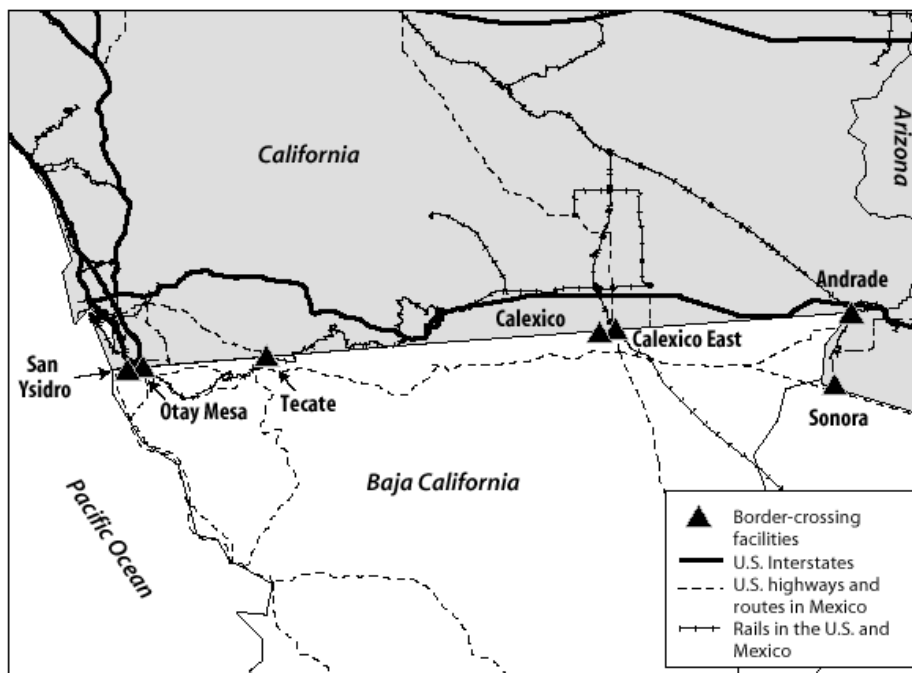 California
Arizona
Andrade
Calexico
Calexico East
San
Ysidro
Otay Mesa
Tecate
Sonora
Baja California
Pacific Ocean
Border-crossing
facilities
U.S. Interstates
U.S. highways and
routes in Mexico
Rails in the U.S. and
Mexico